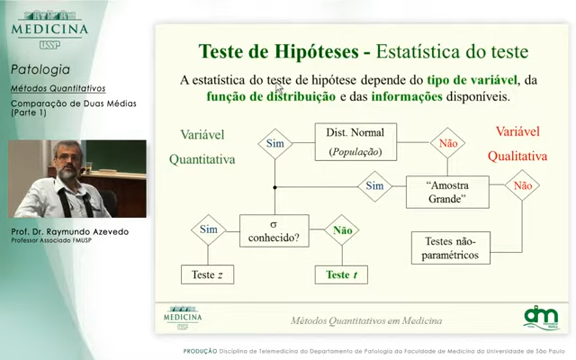 MEDICINA
USP
Patologia
Métodos Quantitativos
Comparação de Duas Médias
(Parte 1)
Prof. Dr. Raymundo Azevedo
Professor Associado FMUSP
Teste de Hipóteses - Estatística do teste
A estatística do teste de hipótese depende do tipo de variável, da
função de distribuição e das informações disponíveis.
Variável
Quantitativa
Sim
Dist. Normal
(População)
Não
Variável
Qualitativa
Sim
“Amostra
Grande”
Não
Sim
σ
conhecido?
Não
Testes não-
paramétricos
Teste z
Teste t
MEDICINA
Métodos Quantitativos em Medicina
dim
PRODUÇÃO Disciplina de Telemedicina do Departamento de Patologia da Faculdade de Medicina da Universidade de São Paulo